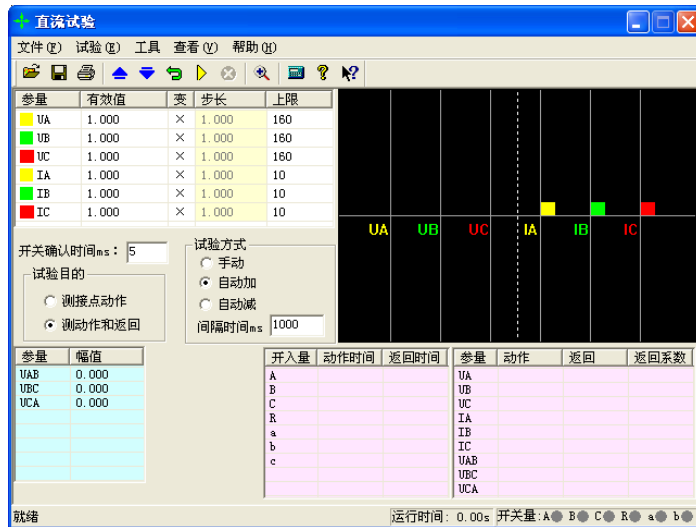 直流试验
文件(F) 试验(E) 工具 查看(V) 帮助(H)
参量 有效值 变 步长 上限
UA 1.000 × 1.000 160
UB 1.000 × 1.000 160
UC 1.000 × 1.000 160
IA 1.000 × 1.000 10
IB 1.000 × 1.000 10
IC 1.000 × 1.000 10
UA UB UC IA IB IC
开关确认时间ms: 5
试验目的
测接点动作
测动作和返回
试验方式
手动
自动加
自动减
间隔时间ms 1000
参量 幅值
UAB 0.000
UBC 0.000
UCA 0.000
开入量 动作时间 返回时间
A
B
C
R
a
b
c
参量 动作 返回 返回系数
UA
UB
UC
IA
IB
IC
UAB
UBC
UCA
就绪 运行时间: 0.00s 开关量:A B C R a b